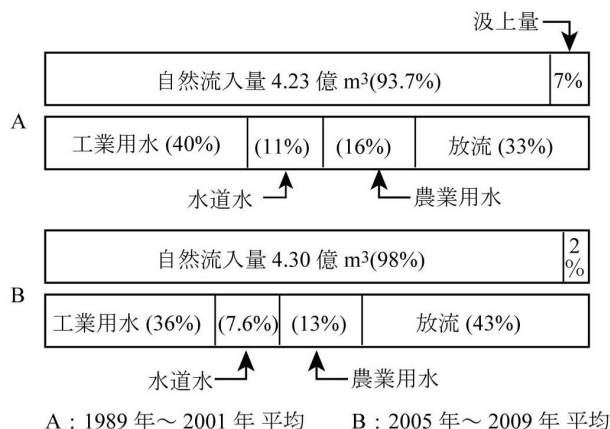 汲上量
自然流入量 4.23 億 m³(93.7%)
7%
A
工業用水 (40%)
(11%)
(16%)
放流 (33%)
水道水
農業用水
自然流入量 4.30 億 m³(98%)
2%
B
工業用水 (36%)
(7.6%)
(13%)
放流 (43%)
水道水
農業用水
A：1989 年～ 2001 年 平均 B：2005 年～ 2009 年 平均